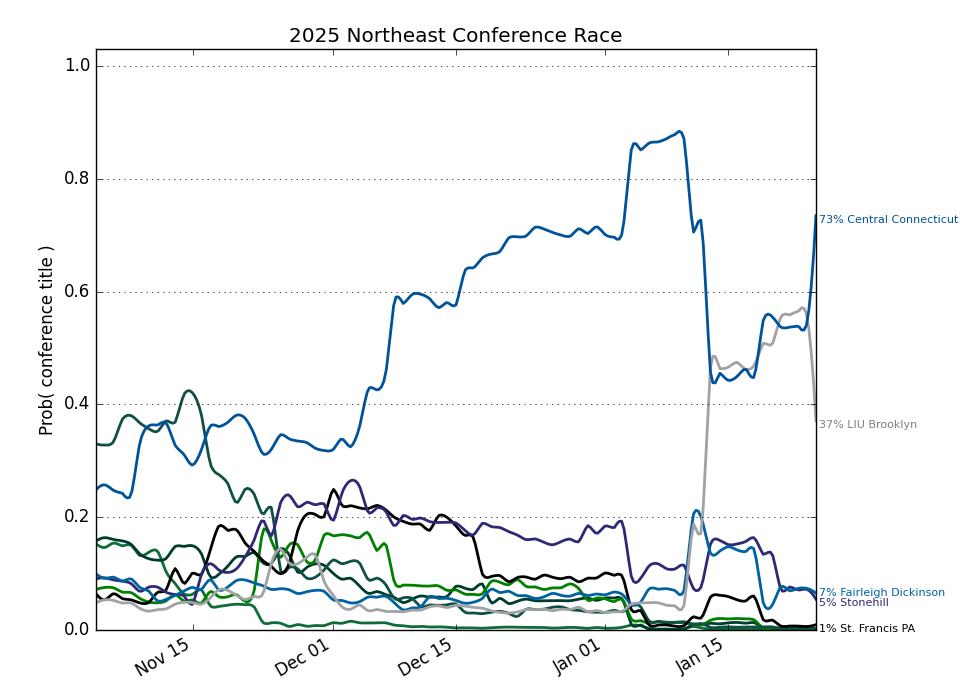 2025 Northeast Conference Race
1.0
0.8
0.6
0.4
0.2
0.0
Prob( conference title )
73% Central Connecticut
37% LIU Brooklyn
7% Fairleigh Dickinson
5% Stonehill
1% St. Francis PA
Nov 15
Dec 01
Dec 15
Jan 01
Jan 15